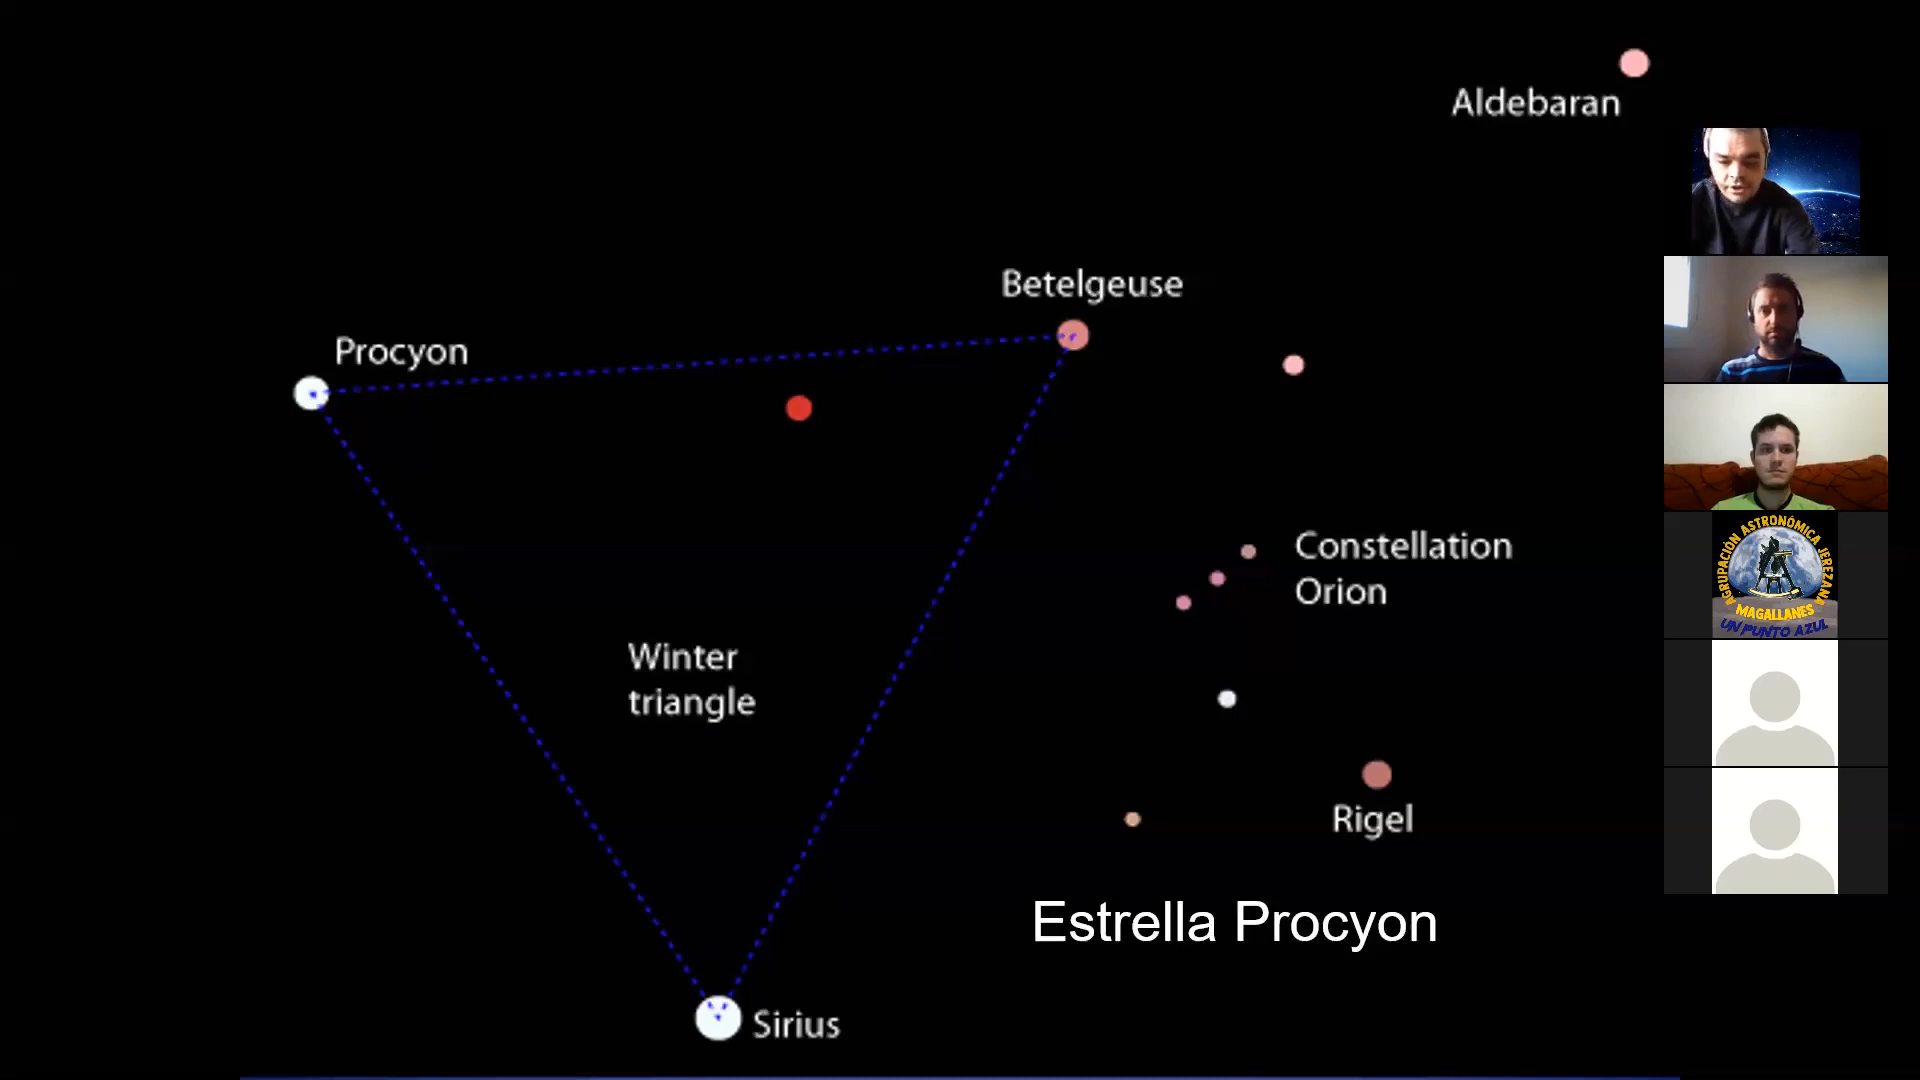 Aldebaran
Betelgeuse
Procyon
Constellation
Orion
Winter
triangle
Rigel
Estrella Procyon
Sirius
AGRUPACIÓN ASTRONÓMICA JEREZANA
MAGALLANES
UN PUNTO AZUL